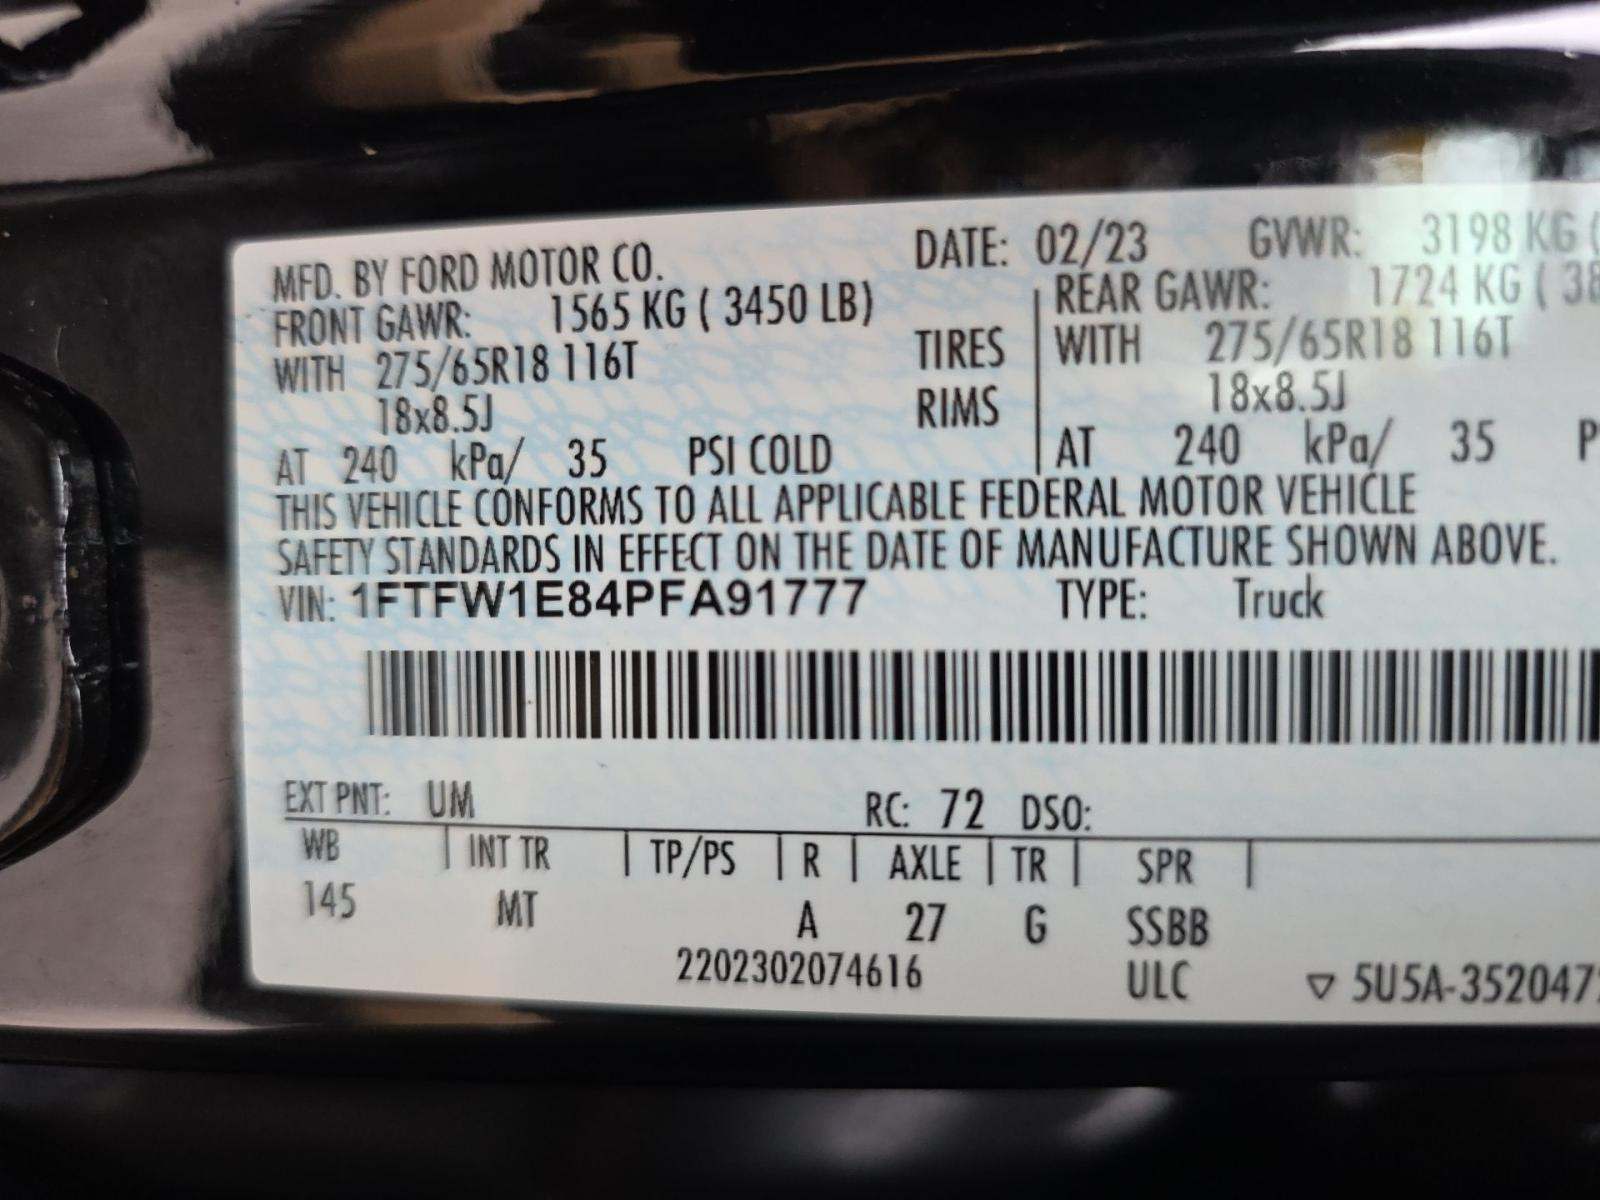 MFD. BY FORD MOTOR CO. DATE: 02/23 GVWR: 3198 KG (
FRONT GAWR: 1565 KG ( 3450 LB) REAR GAWR: 1724 KG ( 38
WITH 275/65R18 116T TIRES WITH 275/65R18 116T
18x8.5J RIMS 18x8.5J
AT 240 kPa/ 35 PSI COLD AT 240 kPa/ 35 P
THIS VEHICLE CONFORMS TO ALL APPLICABLE FEDERAL MOTOR VEHICLE
SAFETY STANDARDS IN EFFECT ON THE DATE OF MANUFACTURE SHOWN ABOVE.
VIN: 1FTFW1E84PFA91777 TYPE: Truck
EXT PNT: UM RC: 72 DSO:
WB | INT TR | TP/PS | R | AXLE | TR | SPR |
145 MT A 27 G SSBB
2202302074616 ULC ▽ 5U5A-3520472